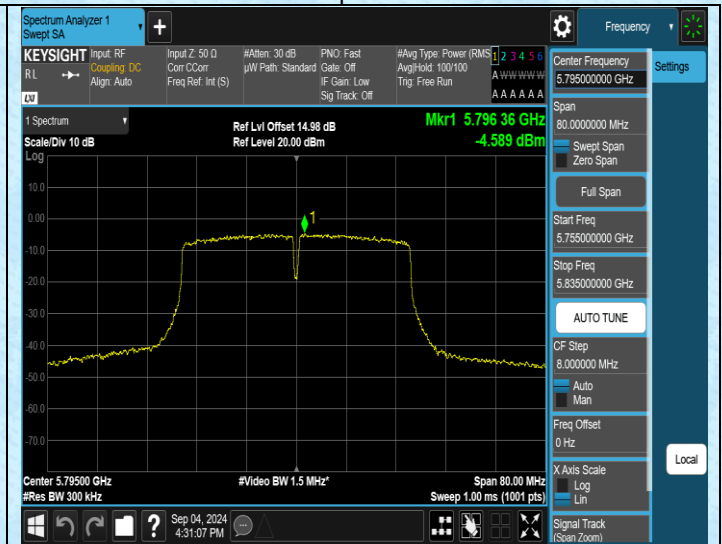 Spectrum Analyzer 1
Swept SA
+
Frequency
KEYSIGHT Input: RF Input Z: 50 Ω #Atten: 30 dB PNO: Fast #Avg Type: Power (RMS 1 2 3 4 5 6
RL Coupling: DC Corr CCorr µW Path: Standard Gate: Off Avg|Hold: 100/100 A W W W W W
Align: Auto Freq Ref: Int (S) IF Gain: Low Trig: Free Run
LXI Sig Track: Off A A A A A A
1 Spectrum Ref Lvl Offset 14.98 dB Mkr1 5.796 36 GHz
Scale/Div 10 dB Ref Level 20.00 dBm -4.589 dBm
Log
10.0
0.00
1
-10.0
-20.0
-30.0
-40.0
-50.0
-60.0
-70.0
Center 5.79500 GHz #Video BW 1.5 MHz* Span 80.00 MHz
#Res BW 300 kHz Sweep 1.00 ms (1001 pts)
Sep 04, 2024
4:31:07 PM
?
Center Frequency
5.795000000 GHz
Settings
Span
80.0000000 MHz
Swept Span
Zero Span
Full Span
Start Freq
5.755000000 GHz
Stop Freq
5.835000000 GHz
AUTO TUNE
CF Step
8.000000 MHz
Auto
Man
Freq Offset
0 Hz
X Axis Scale
Log
Lin
Local
Signal Track
(Span Zoom)